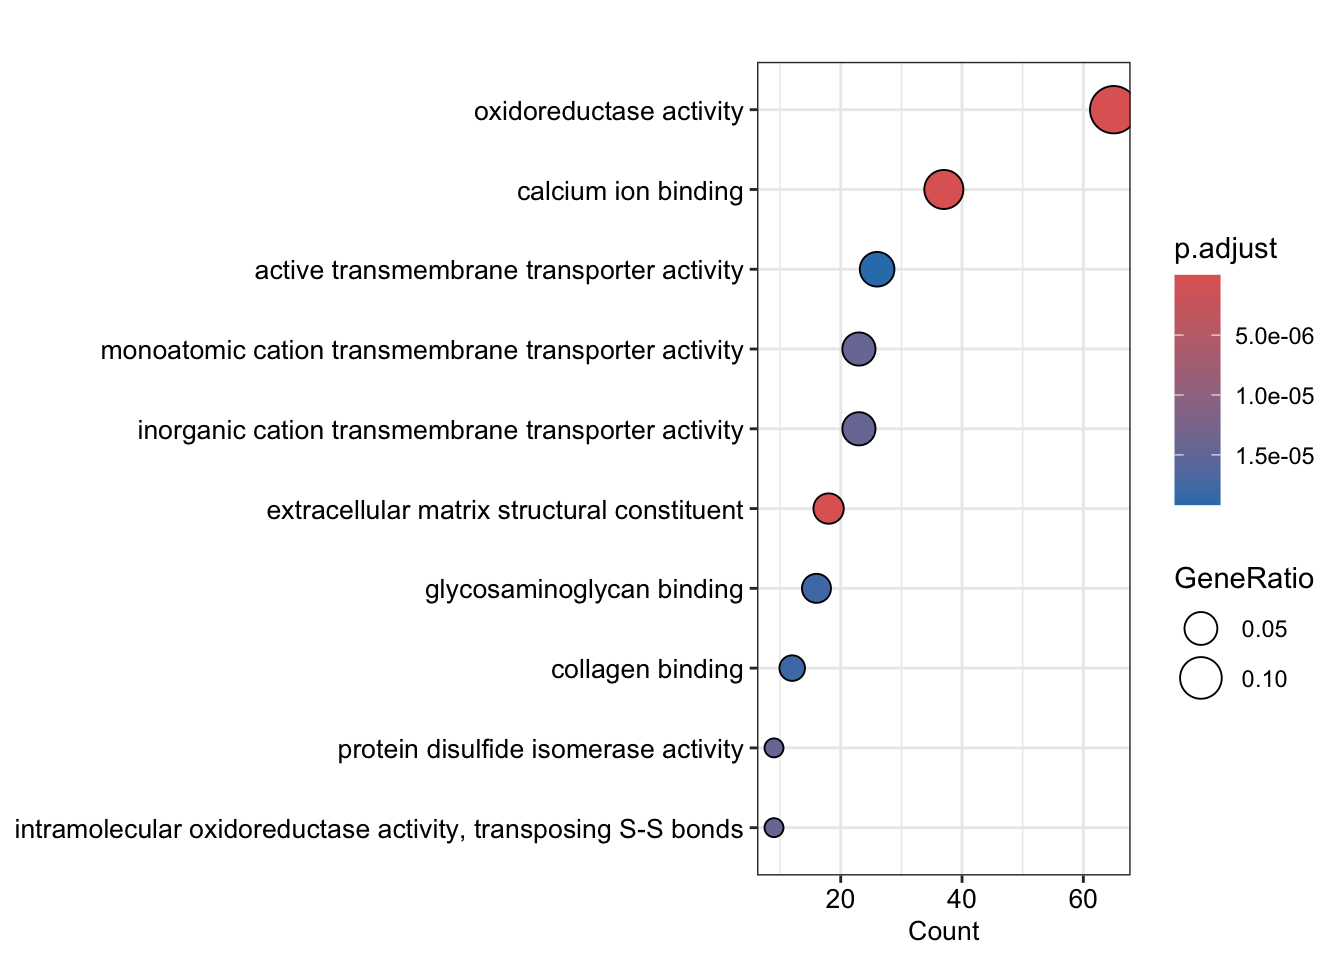 oxidoreductase activity
calcium ion binding
active transmembrane transporter activity
monoatomic cation transmembrane transporter activity
inorganic cation transmembrane transporter activity
extracellular matrix structural constituent
glycosaminoglycan binding
collagen binding
protein disulfide isomerase activity
intramolecular oxidoreductase activity, transposing S-S bonds
20 40 60
Count
p.adjust
5.0e-06
1.0e-05
1.5e-05
GeneRatio
0.05
0.10